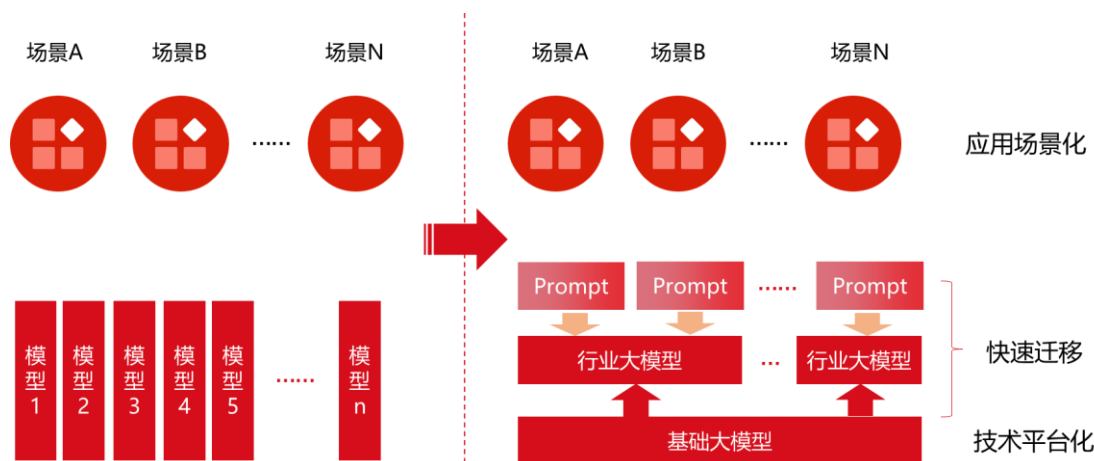 场景A
场景B
场景N
……
模型1
模型2
模型3
模型4
模型5
……
模型n
场景A
场景B
场景N
……
应用场景化
Prompt
Prompt
……
Prompt
行业大模型
…
行业大模型
快速迁移
基础大模型
技术平台化